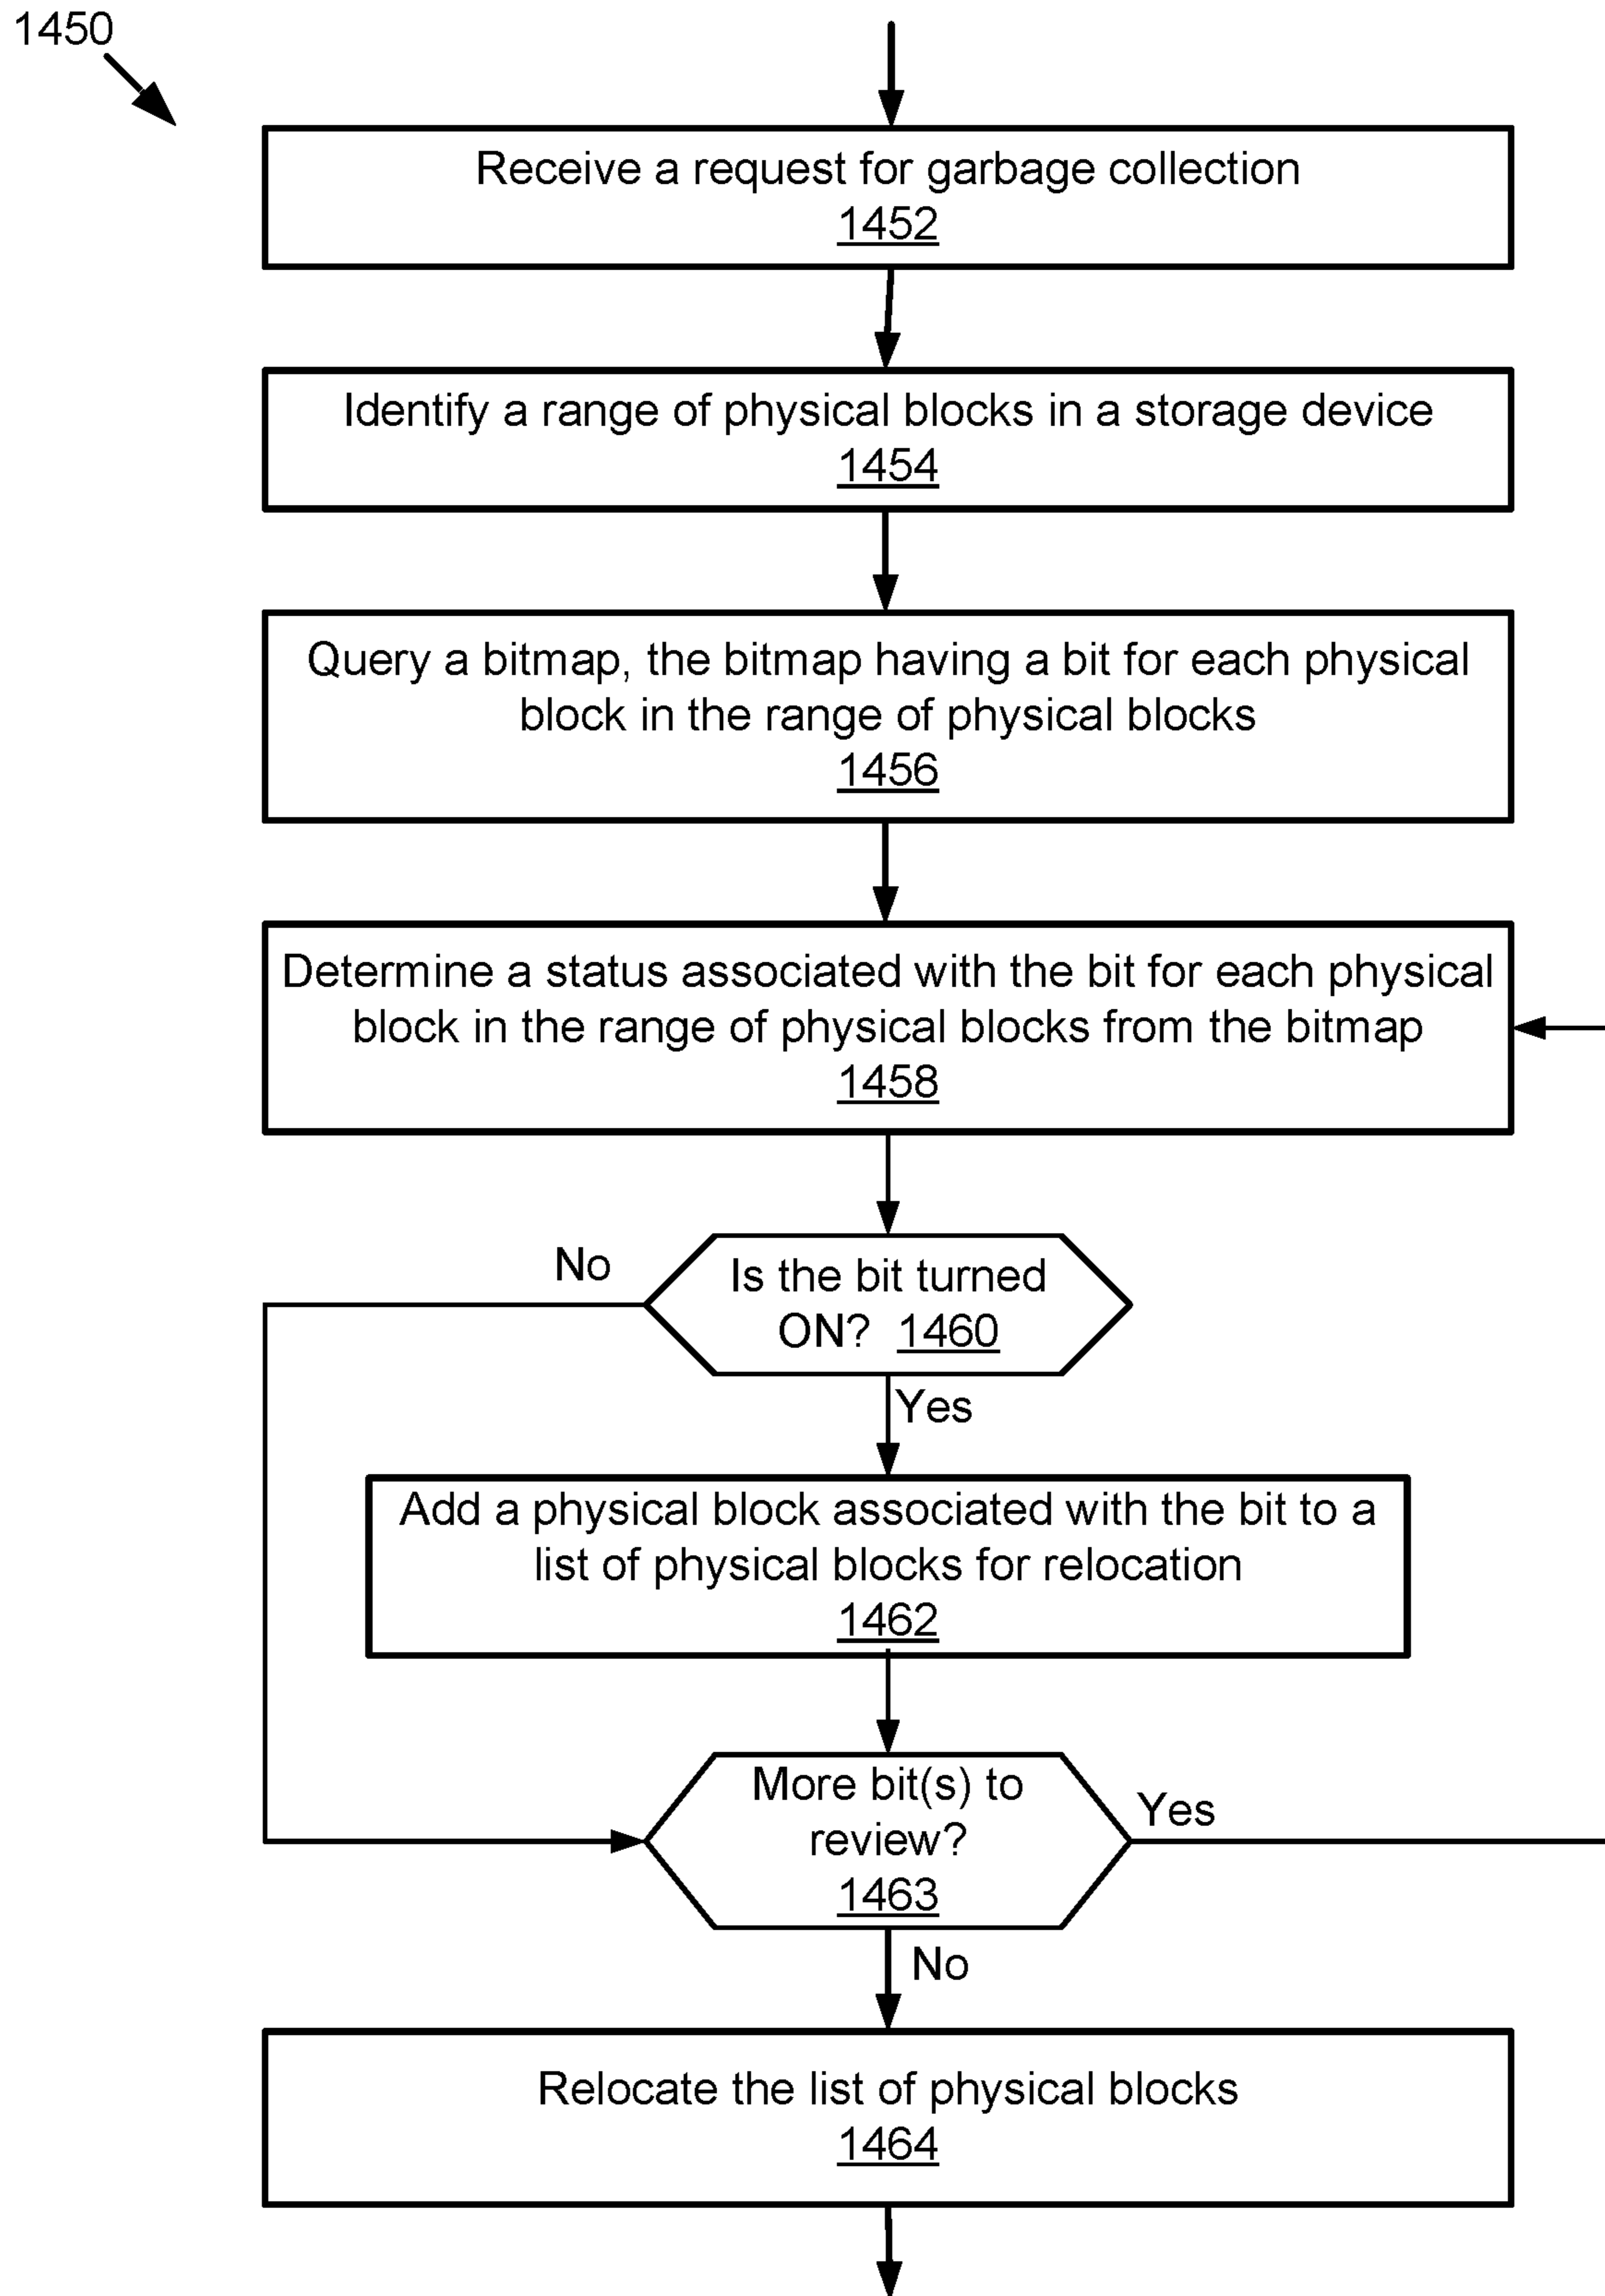 1450
Receive a request for garbage collection
1452
Identify a range of physical blocks in a storage device
1454
Query a bitmap, the bitmap having a bit for each physical
block in the range of physical blocks
1456
Determine a status associated with the bit for each physical
block in the range of physical blocks from the bitmap
1458
No
Is the bit turned
ON? 1460
Yes
Add a physical block associated with the bit to a
list of physical blocks for relocation
1462
More bit(s) to
review?
1463
Yes
No
Relocate the list of physical blocks
1464